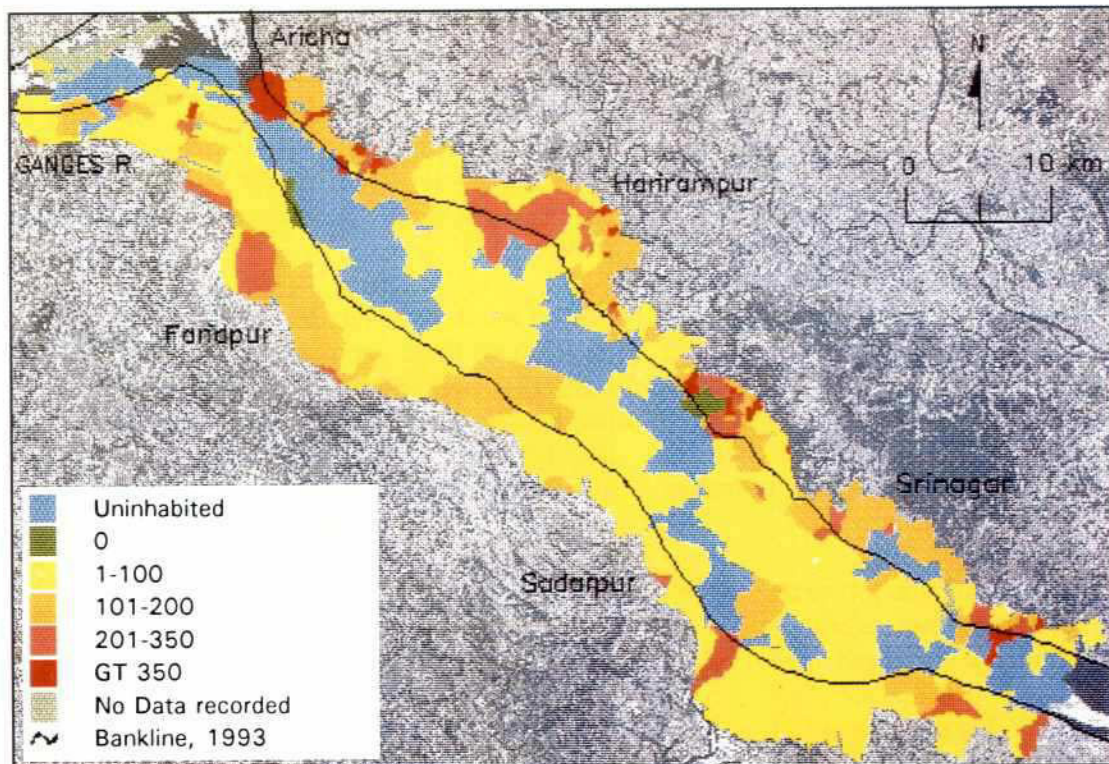 Aricha
N
GANGES R.
0 10 km
Harirampur
Faridpur
Srinagar
Sadarpur
Uninhabited
0
1-100
101-200
201-350
GT 350
No Data recorded
Bankline, 1993